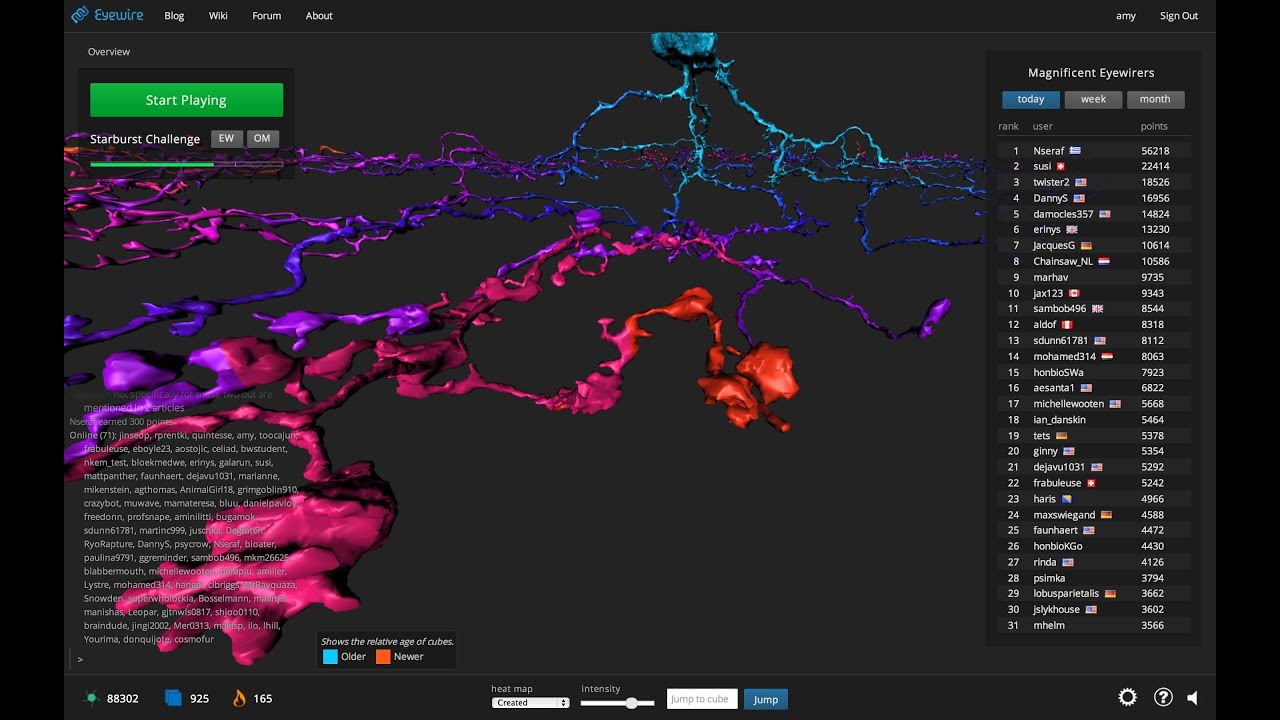 Eyewire Blog Wiki Forum About amy Sign Out
Overview
Start Playing
Starburst Challenge EW OM
not specifically for those two but are
mentioned in 2 articles
Nseraf earned 300 points
Online (71): jinseop, rprentki, quintesse, amy, toocajun,
frabuleuse, eboyle23, aostojic, celiad, bwstudent,
nkem_test, bloekmedwe, erinys, galarun, susi,
mattpanther, faunhaert, dejavu1031, marianne,
mikenstein, agthomas, AnimalGirl18, grimgoblin910,
crazybot, muwave, mamateresa, bluu, danielpavlov,
freedonn, profsnape, aminilitti, bugamok,
sdunn61781, martinc999, juschka,
RyoRapture, DannyS, psycrow, Nseraf, bloater,
paulina9791, ggreminder, sambob496, mkm26625,
blabbermouth, michellewooten, amiller,
Lystre, mohamed314, cibriggs, MrRayquaza,
Snowden, superwholockia, Bosselmann,
manishas, Leopar, gjtnwls0817, shjoo0110,
braindude, jingi2002, Mer0313, makisp, ilo, lhill,
Yourima, donquijote, cosmofur
>
Magnificent Eyewirers
today week month
rank user points
1 Nseraf 56218
2 susi 22414
3 twister2 18526
4 DannyS 16956
5 damocles357 14824
6 erinys 13230
7 JacquesG 10614
8 Chainsaw_NL 10586
9 marhav 9735
10 jax123 9343
11 sambob496 8544
12 aldof 8318
13 sdunn61781 8112
14 mohamed314 8063
15 honbioSWa 7923
16 aesanta1 6822
17 michellewooten 5668
18 ian_danskin 5464
19 tets 5378
20 ginny 5354
21 dejavu1031 5292
22 frabuleuse 5242
23 haris 4966
24 maxswiegand 4588
25 faunhaert 4472
26 honbioKGo 4430
27 rinda 4126
28 psimka
29 lobusparietalis 3662
30 jslykhouse 3602
31 mhelm 3566
Shows the relative age of cubes.
Older Newer
88302 925 165
heat map intensity
Created Jump to cube Jump